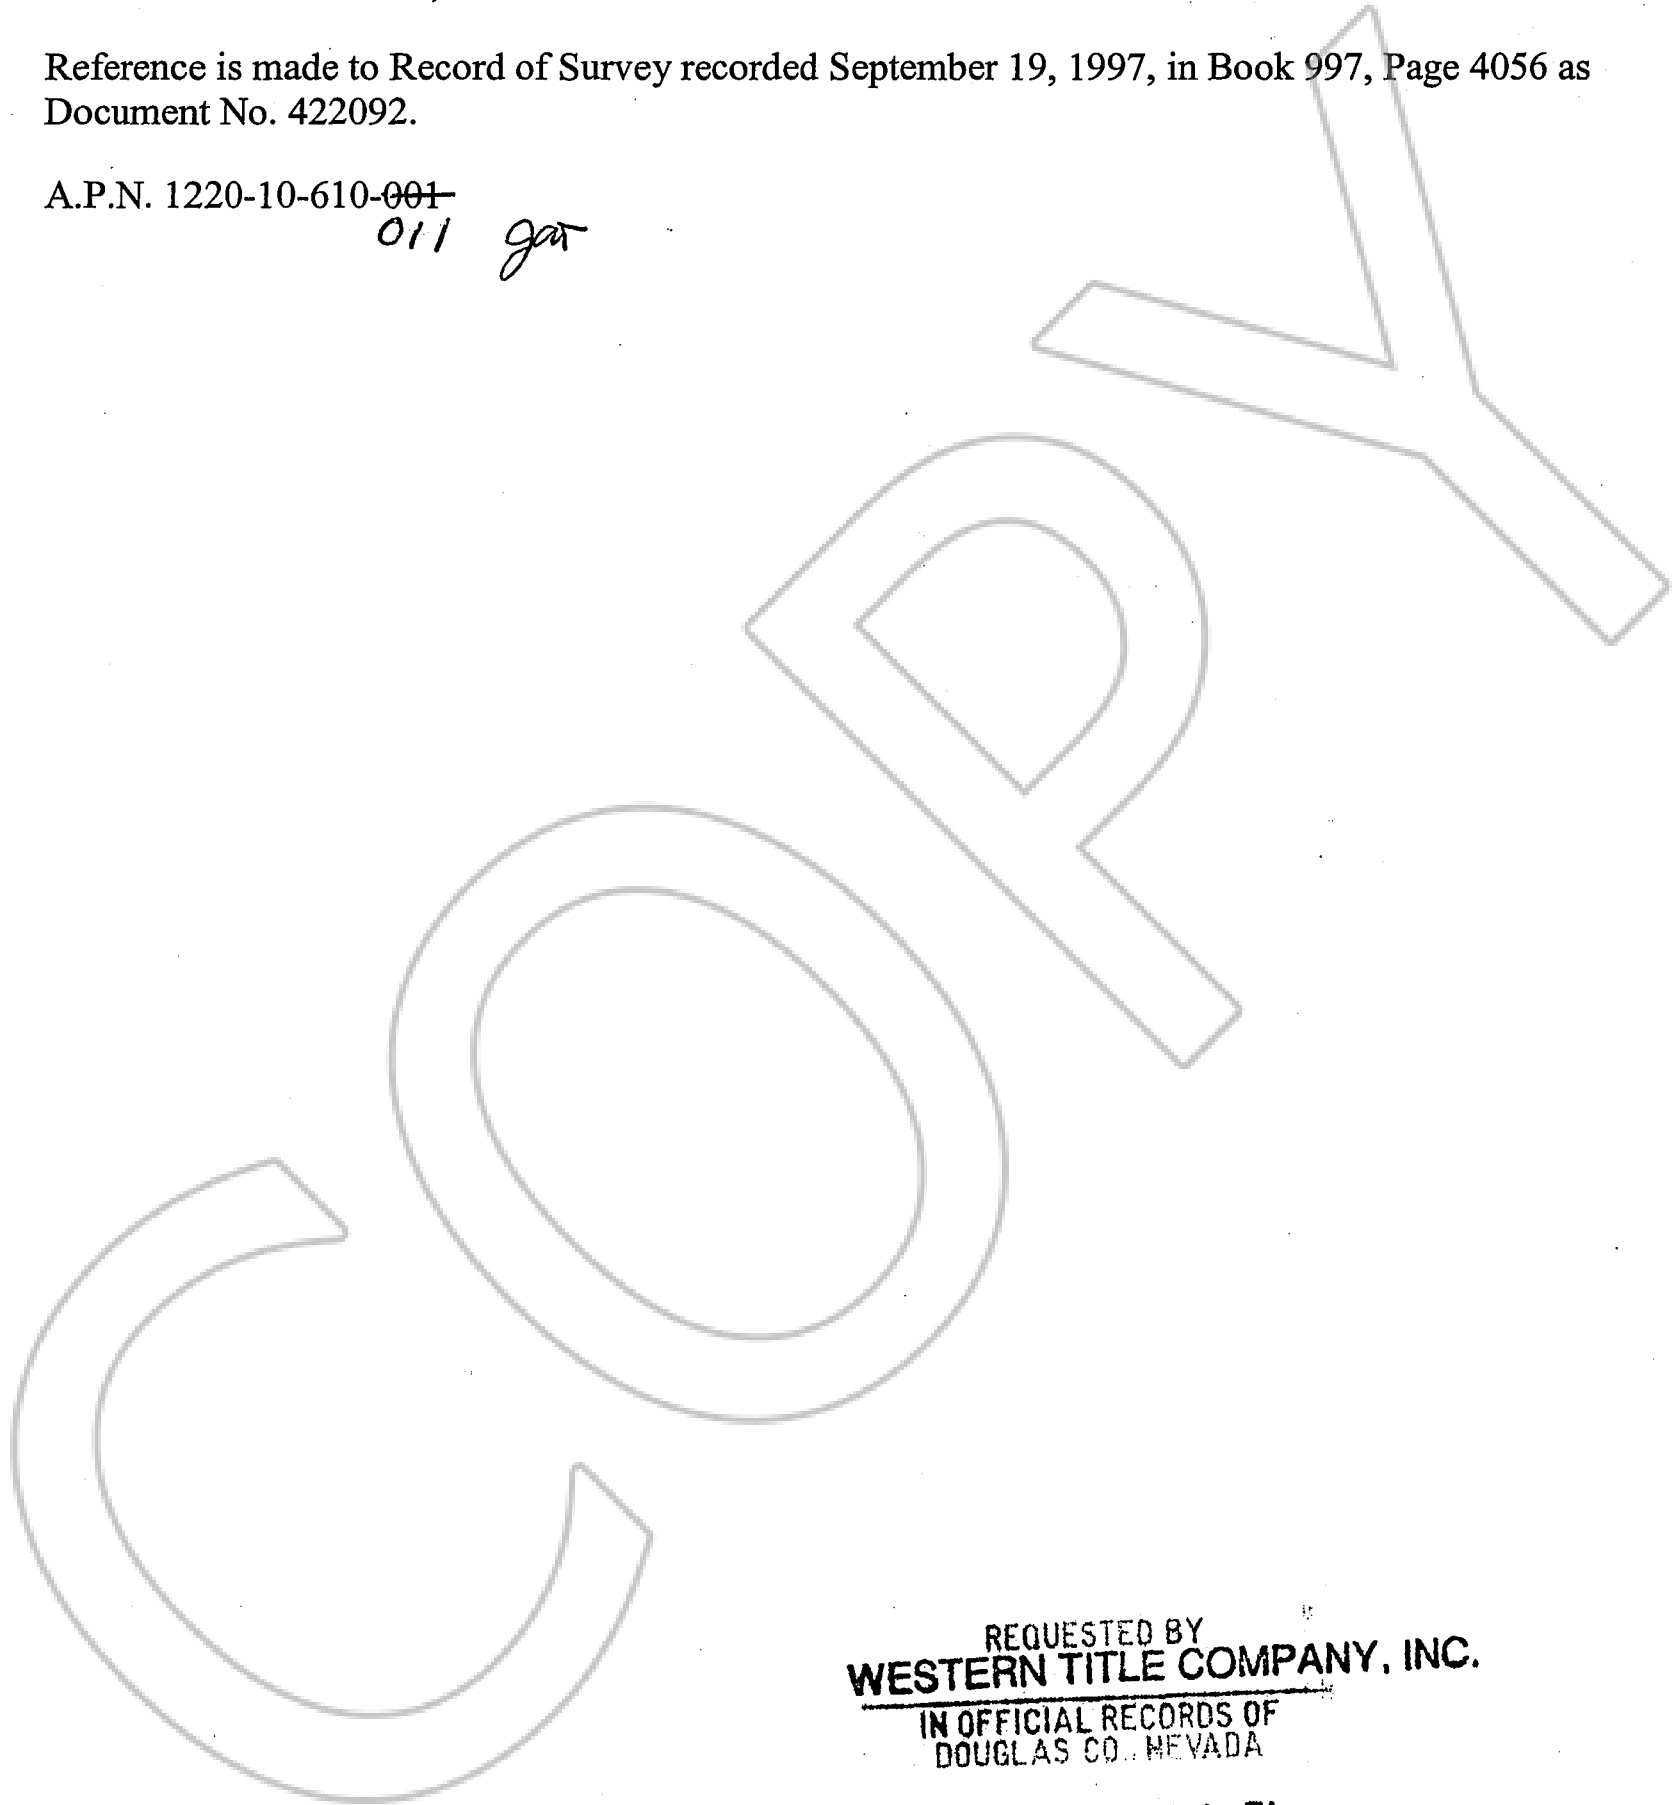 Reference is made to Record of Survey recorded September 19, 1997, in Book 997, Page 4056 as
Document No. 422092.
A.P.N. 1220-10-610-001
011
COPY
REQUESTED BY
WESTERN TITLE COMPANY, INC.
IN OFFICIAL RECORDS OF
DOUGLAS CO., NEVADA